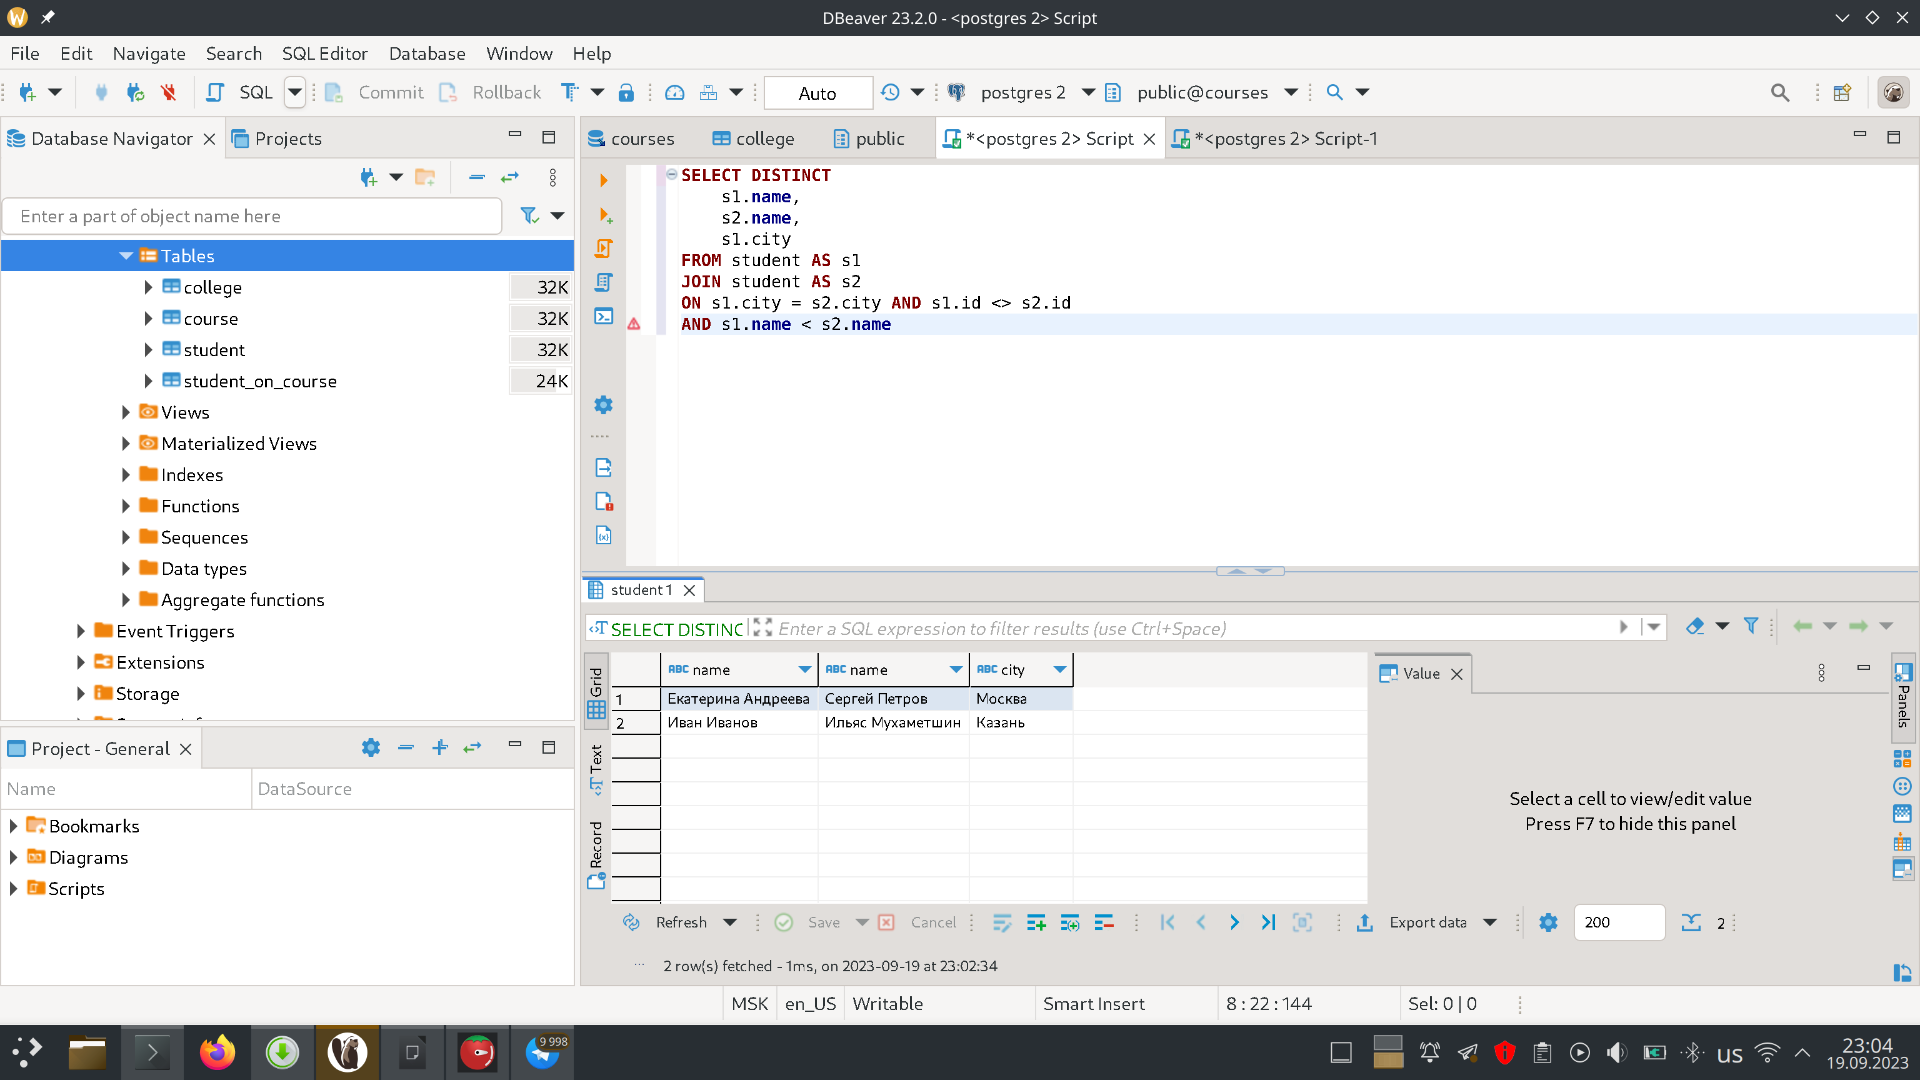 DBeaver 23.2.0 - <postgres 2> Script
File Edit Navigate Search SQL Editor Database Window Help
SQL Commit Rollback Auto postgres 2 public@courses
Database Navigator Projects
Enter a part of object name here
Tables
college 32K
course 32K
student 32K
student_on_course 24K
Views
Materialized Views
Indexes
Functions
Sequences
Data types
Aggregate functions
Event Triggers
Extensions
Storage
Project - General
Name DataSource
Bookmarks
Diagrams
Scripts
courses college public *<postgres 2> Script *<postgres 2> Script-1
SELECT DISTINCT
s1.name,
s2.name,
s1.city
FROM student AS s1
JOIN student AS s2
ON s1.city = s2.city AND s1.id <> s2.id
AND s1.name < s2.name
student 1
SELECT DISTINC Enter a SQL expression to filter results (use Ctrl+Space)
Grid
Text
Record
ABC name ABC name ABC city
1 Екатерина Андреева Сергей Петров Москва
2 Иван Иванов Ильяс Мухаметшин Казань
Value
Panels
Select a cell to view/edit value
Press F7 to hide this panel
Refresh Save Cancel Export data 200 2
2 row(s) fetched - 1ms, on 2023-09-19 at 23:02:34
MSK en_US Writable Smart Insert 8 : 22 : 144 Sel: 0 | 0
9 998
us
23:04
19.09.2023